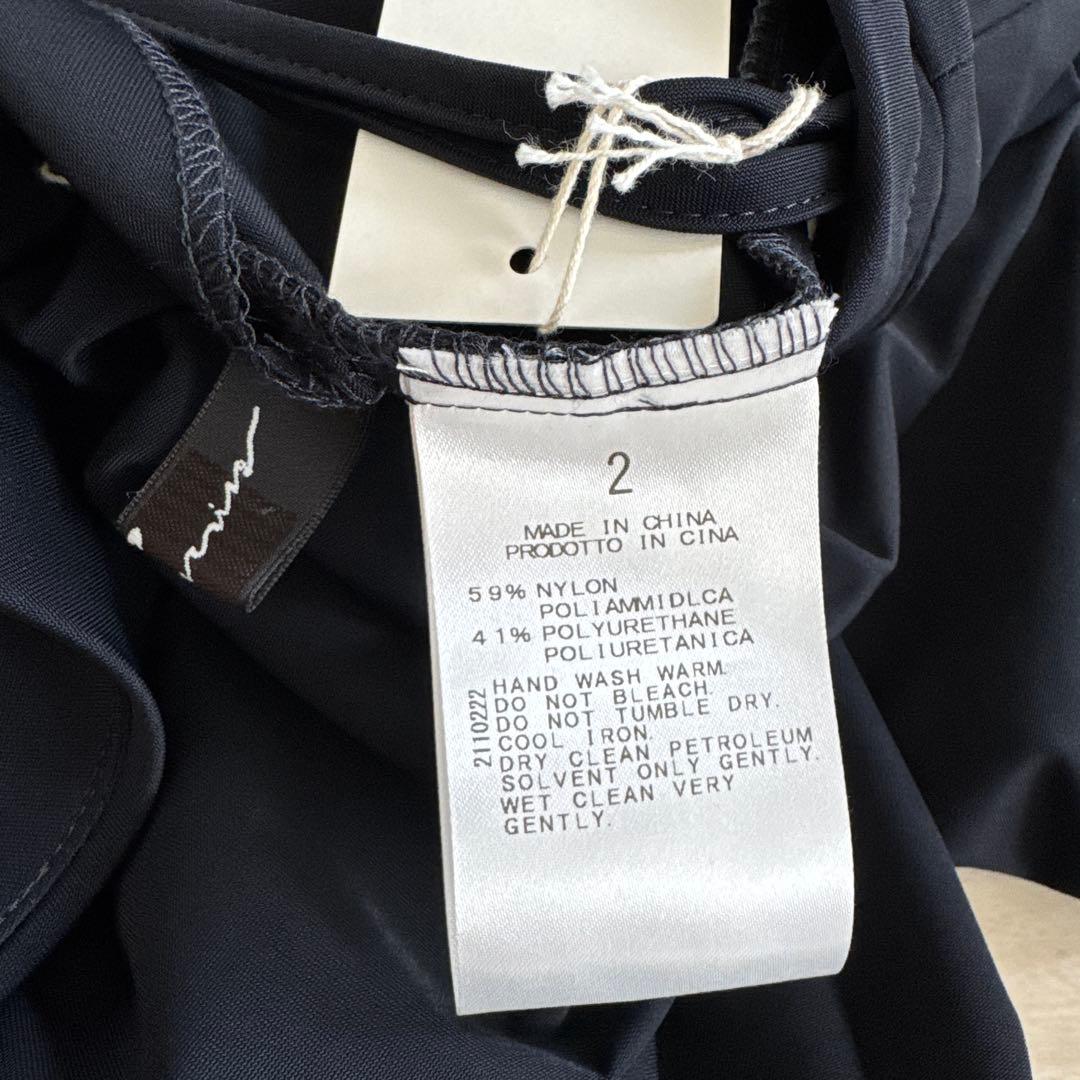 2
MADE IN CHINA
PRODOTTO IN CINA
59% NYLON
POLIAMMIDLCA
41% POLYURETHANE
POLIURETANICA
2110222
HAND WASH WARM.
DO NOT BLEACH.
DO NOT TUMBLE DRY.
COOL IRON.
DRY CLEAN PETROLEUM
SOLVENT ONLY GENTLY.
WET CLEAN VERY
GENTLY.